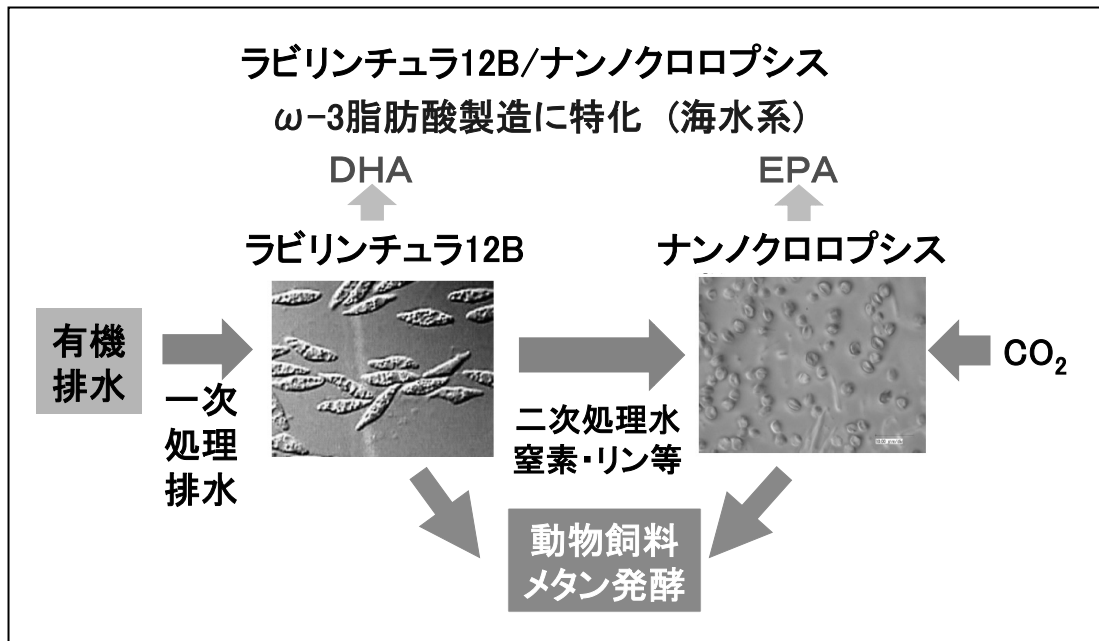 ラビリンチュラ12B/ナンノクロロプシス
ω-3脂肪酸製造に特化 (海水系)
DHA
EPA
ラビリンチュラ12B
ナンノクロロプシス
有機
排水
一次
処理
排水
二次処理水
窒素・リン等
CO₂
動物飼料
メタン発酵